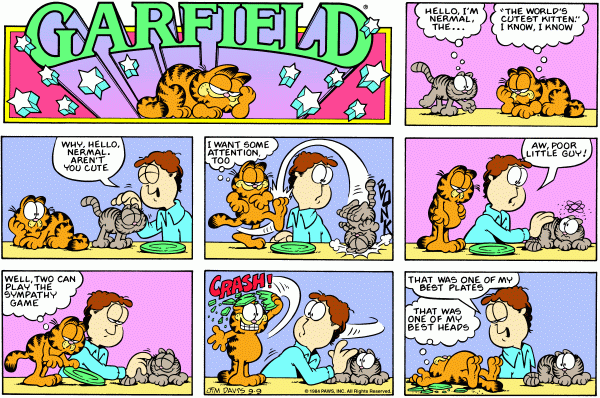 GARFIELD
HELLO, I'M
NERMAL,
THE...
"THE WORLD'S
CUTEST KITTEN."
I KNOW, I KNOW
WHY, HELLO,
NERMAL.
AREN'T
YOU CUTE
I WANT SOME
ATTENTION,
TOO
BONK
AW, POOR
LITTLE GUY!
WELL, TWO CAN
PLAY THE
SYMPATHY
GAME
CRASH!
JIM DAVIS 9-9
© 1984 PAWS, INC. All Rights Reserved.
THAT WAS ONE OF MY
BEST PLATES
THAT WAS
ONE OF MY
BEST HEADS